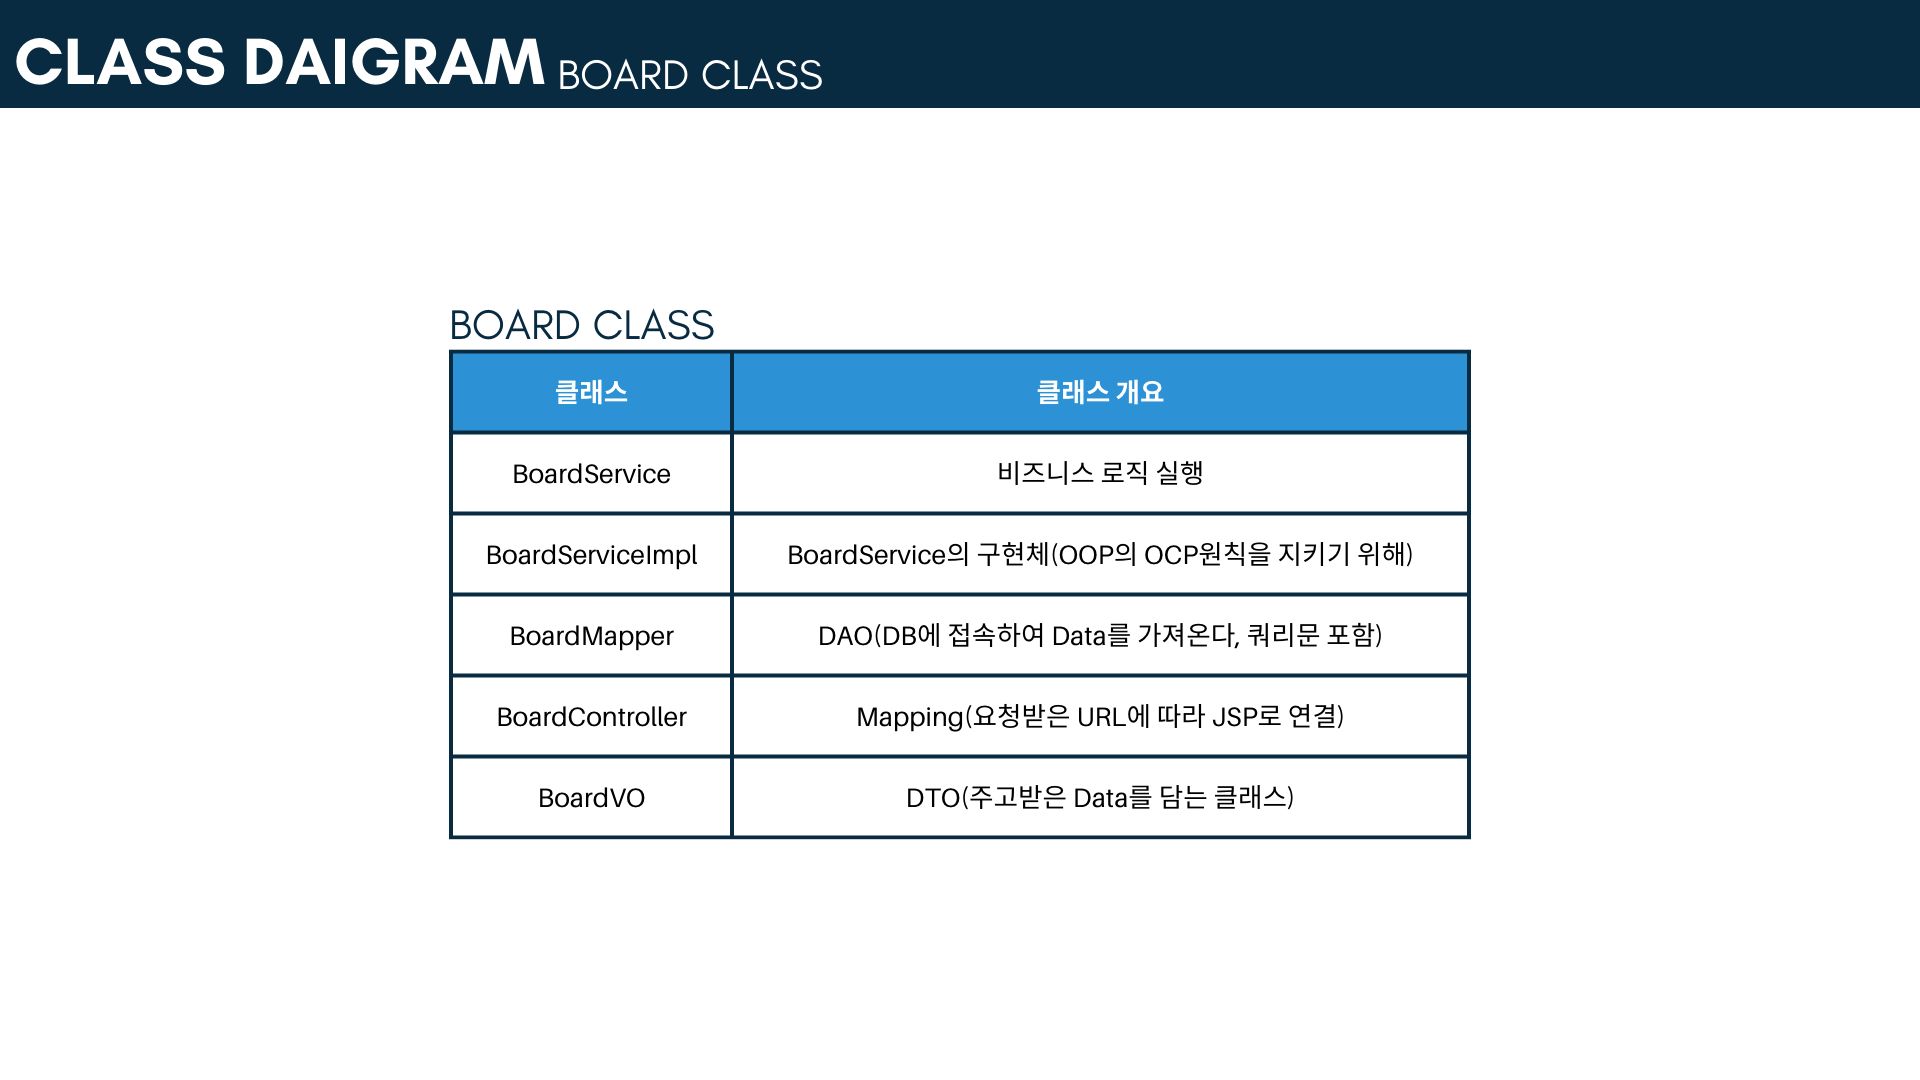 CLASS DAIGRAM BOARD CLASS
BOARD CLASS
클래스 클래스 개요
BoardService 비즈니스 로직 실행
BoardServiceImpl BoardService의 구현체(OOP의 OCP원칙을 지키기 위해)
BoardMapper DAO(DB에 접속하여 Data를 가져온다, 쿼리문 포함)
BoardController Mapping(요청받은 URL에 따라 JSP로 연결)
BoardVO DTO(주고받은 Data를 담는 클래스)